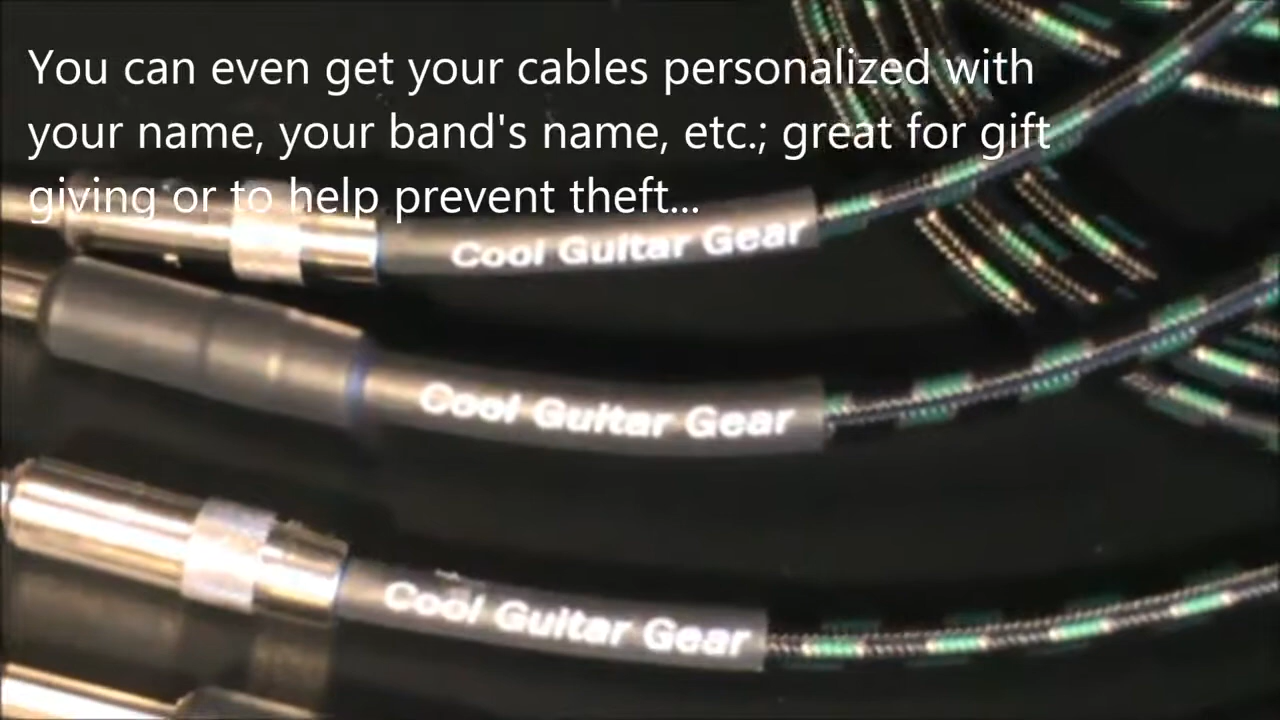 You can even get your cables personalized with
your name, your band's name, etc.; great for gift
giving or to help prevent theft...
Cool Guitar Gear
Cool Guitar Gear
Cool Guitar Gear